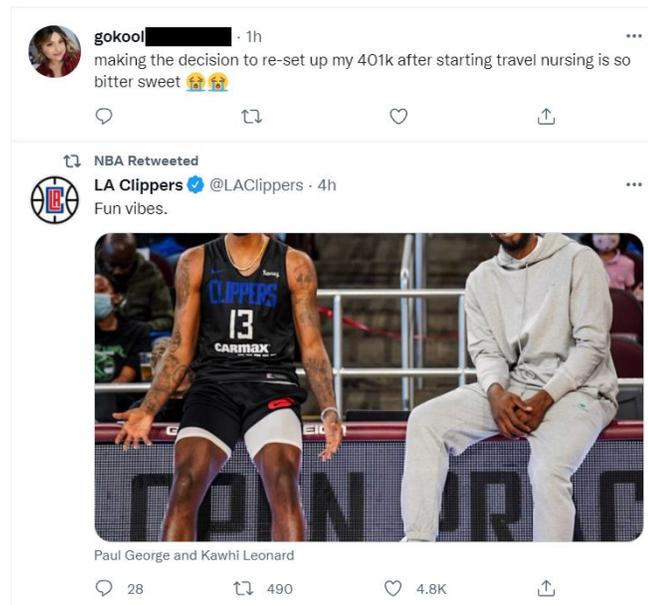 gokool · 1h
making the decision to re-set up my 401k after starting travel nursing is so
bitter sweet 😭😭
NBA Retweeted
LA Clippers @LAClippers · 4h
Fun vibes.
CLIPPERS
13
CARMAX
OPEN PRAC
Paul George and Kawhi Leonard
28 490 4.8K